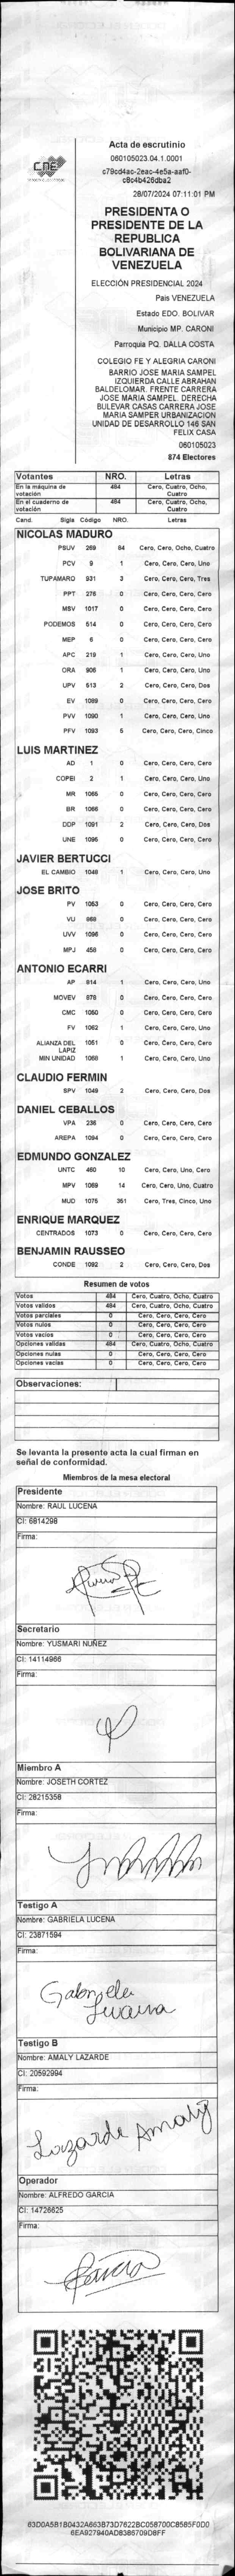 CNE
Acta de escrutinio
060105023.04.1.0001
c79cd4ac-2eac-4e5a-aaf0-
c8c4b426dba2
28/07/2024 07:11:01 PM
PRESIDENTA O
PRESIDENTE DE LA
REPUBLICA
BOLIVARIANA DE
VENEZUELA
ELECCIÓN PRESIDENCIAL 2024
Pais VENEZUELA
Estado EDO. BOLIVAR
Municipio MP. CARONI
Parroquia PQ. DALLA COSTA
COLEGIO FE Y ALEGRIA CARONI
BARRIO JOSE MARIA SAMPEL
IZQUIERDA CALLE ABRAHAN
BALDELOMAR. FRENTE CARRERA
JOSE MARIA SAMPEL. DERECHA
BULEVAR CASAS CARRERA JOSE
MARIA SAMPER URBANIZACION
UNIDAD DE DESARROLLO 146 SAN
FELIX CASA
060105023
874 Electores
Votantes NRO. Letras
En la máquina de votación 484 Cero, Cuatro, Ocho, Cuatro
En el cuaderno de votación 484 Cero, Cuatro, Ocho, Cuatro
Cand. Sigla Código NRO. Letras
NICOLAS MADURO
PSUV 269 84 Cero, Cero, Ocho, Cuatro
PCV 9 1 Cero, Cero, Cero, Uno
TUPAMARO 931 3 Cero, Cero, Cero, Tres
PPT 276 0 Cero, Cero, Cero, Cero
MSV 1017 0 Cero, Cero, Cero, Cero
PODEMOS 514 0 Cero, Cero, Cero, Cero
MEP 6 0 Cero, Cero, Cero, Cero
APC 219 1 Cero, Cero, Cero, Uno
ORA 906 1 Cero, Cero, Cero, Uno
UPV 513 2 Cero, Cero, Cero, Dos
EV 1089 0 Cero, Cero, Cero, Cero
PVV 1090 1 Cero, Cero, Cero, Uno
PFV 1093 5 Cero, Cero, Cero, Cinco
LUIS MARTINEZ
AD 1 0 Cero, Cero, Cero, Cero
COPEI 2 1 Cero, Cero, Cero, Uno
MR 1065 0 Cero, Cero, Cero, Cero
BR 1066 0 Cero, Cero, Cero, Cero
DDP 1091 2 Cero, Cero, Cero, Dos
UNE 1095 0 Cero, Cero, Cero, Cero
JAVIER BERTUCCI
EL CAMBIO 1048 1 Cero, Cero, Cero, Uno
JOSE BRITO
PV 1053 0 Cero, Cero, Cero, Cero
VU 868 0 Cero, Cero, Cero, Cero
UVV 1096 0 Cero, Cero, Cero, Cero
MPJ 458 0 Cero, Cero, Cero, Cero
ANTONIO ECARRI
AP 814 1 Cero, Cero, Cero, Uno
MOVEV 878 0 Cero, Cero, Cero, Cero
CMC 1050 0 Cero, Cero, Cero, Cero
FV 1062 1 Cero, Cero, Cero, Uno
ALIANZA DEL LAPIZ 1051 0 Cero, Cero, Cero, Cero
MIN UNIDAD 1068 1 Cero, Cero, Cero, Uno
CLAUDIO FERMIN
SPV 1049 2 Cero, Cero, Cero, Dos
DANIEL CEBALLOS
VPA 236 0 Cero, Cero, Cero, Cero
AREPA 1094 0 Cero, Cero, Cero, Cero
EDMUNDO GONZALEZ
UNTC 460 10 Cero, Cero, Uno, Cero
MPV 1069 14 Cero, Cero, Uno, Cuatro
MUD 1075 351 Cero, Tres, Cinco, Uno
ENRIQUE MARQUEZ
CENTRADOS 1073 0 Cero, Cero, Cero, Cero
BENJAMIN RAUSSEO
CONDE 1092 2 Cero, Cero, Cero, Dos
Resumen de votos
Votos 484 Cero, Cuatro, Ocho, Cuatro
Votos validos 484 Cero, Cuatro, Ocho, Cuatro
Votos parciales 0 Cero, Cero, Cero, Cero
Votos nulos 0 Cero, Cero, Cero, Cero
Votos vacios 0 Cero, Cero, Cero, Cero
Opciones validas 484 Cero, Cuatro, Ocho, Cuatro
Opciones nulas 0 Cero, Cero, Cero, Cero
Opciones vacias 0 Cero, Cero, Cero, Cero
Observaciones:
Se levanta la presente acta la cual firman en
señal de conformidad.
Miembros de la mesa electoral
Presidente
Nombre: RAUL LUCENA
CI: 6814298
Firma:
Secretario
Nombre: YUSMARI NUÑEZ
CI: 14114966
Firma:
Miembro A
Nombre: JOSETH CORTEZ
CI: 28215358
Firma:
Testigo A
Nombre: GABRIELA LUCENA
CI: 23871594
Firma:
Gabriela
Lucena
Testigo B
Nombre: AMALY LAZARDE
CI: 20592994
Firma:
Lazarde Amaly
Operador
Nombre: ALFREDO GARCIA
CI: 14726625
Firma:
García
63D0A5B1B0432A663B73D7622BC058700C8585F0D0
6EA927940AD8386709D8FF